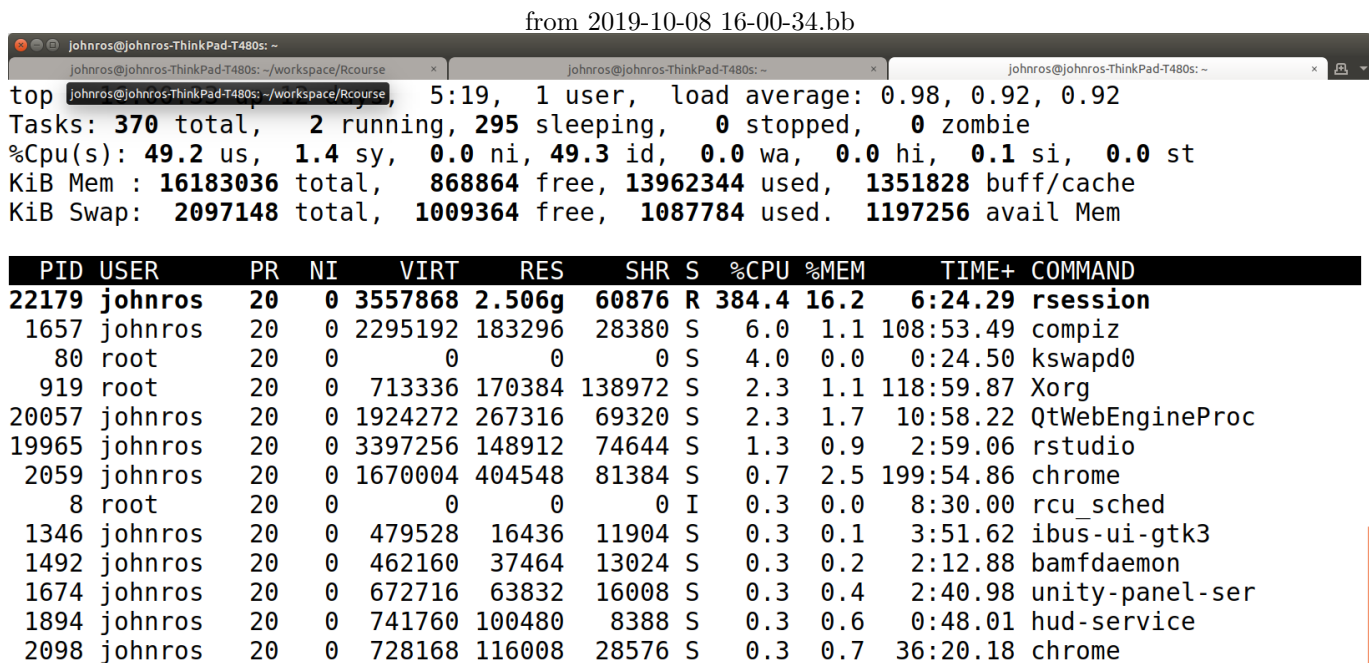 from 2019-10-08 16-00-34.bb
johnros@johnros-ThinkPad-T480s: ~
johnros@johnros-ThinkPad-T480s: ~/workspace/Rcourse × johnros@johnros-ThinkPad-T480s: ~ × johnros@johnros-ThinkPad-T480s: ~ ×
johnros@johnros-ThinkPad-T480s: ~/workspace/Rcourse
top days, 5:19, 1 user, load average: 0.98, 0.92, 0.92
Tasks: 370 total, 2 running, 295 sleeping, 0 stopped, 0 zombie
%Cpu(s): 49.2 us, 1.4 sy, 0.0 ni, 49.3 id, 0.0 wa, 0.0 hi, 0.1 si, 0.0 st
KiB Mem : 16183036 total, 868864 free, 13962344 used, 1351828 buff/cache
KiB Swap: 2097148 total, 1009364 free, 1087784 used. 1197256 avail Mem
PID USER PR NI VIRT RES SHR S %CPU %MEM TIME+ COMMAND
22179 johnros 20 0 3557868 2.506g 60876 R 384.4 16.2 6:24.29 rsession
1657 johnros 20 0 2295192 183296 28380 S 6.0 1.1 108:53.49 compiz
80 root 20 0 0 0 0 S 4.0 0.0 0:24.50 kswapd0
919 root 20 0 713336 170384 138972 S 2.3 1.1 118:59.87 Xorg
20057 johnros 20 0 1924272 267316 69320 S 2.3 1.7 10:58.22 QtWebEngineProc
19965 johnros 20 0 3397256 148912 74644 S 1.3 0.9 2:59.06 rstudio
2059 johnros 20 0 1670004 404548 81384 S 0.7 2.5 199:54.86 chrome
8 root 20 0 0 0 0 I 0.3 0.0 8:30.00 rcu_sched
1346 johnros 20 0 479528 16436 11904 S 0.3 0.1 3:51.62 ibus-ui-gtk3
1492 johnros 20 0 462160 37464 13024 S 0.3 0.2 2:12.88 bamfdaemon
1674 johnros 20 0 672716 63832 16008 S 0.3 0.4 2:40.98 unity-panel-ser
1894 johnros 20 0 741760 100480 8388 S 0.3 0.6 0:48.01 hud-service
2098 johnros 20 0 728168 116008 28576 S 0.3 0.7 36:20.18 chrome